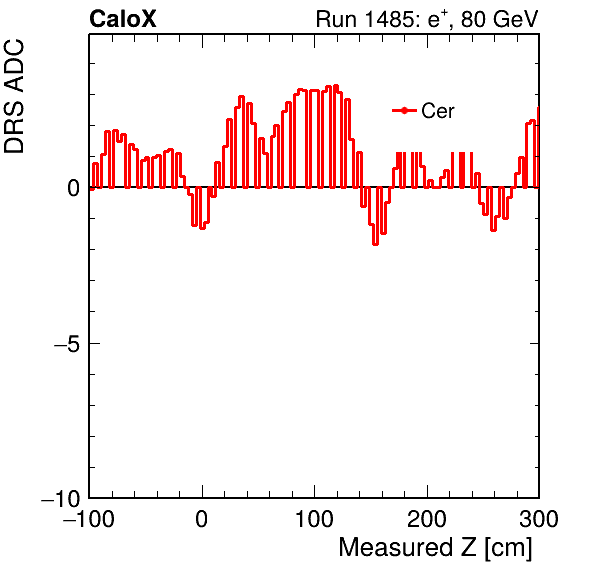 CaloX
Run 1485: e+, 80 GeV
DRS ADC
Cer
0
−5
−10
−100 0 100 200 300
Measured Z [cm]